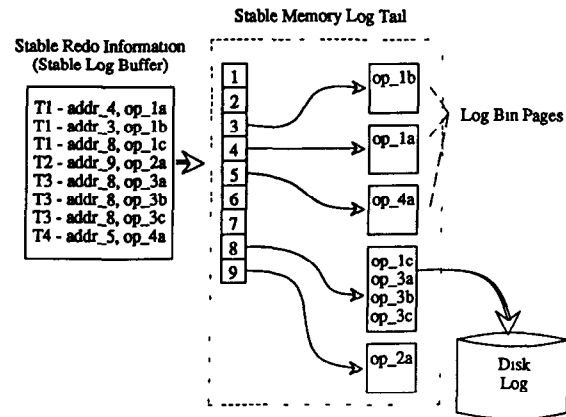 Stable Memory Log Tail
Stable Redo Information
(Stable Log Buffer)
T1 - addr_4, op_1a
T1 - addr_3, op_1b
T1 - addr_8, op_1c
T2 - addr_9, op_2a
T3 - addr_8, op_3a
T3 - addr_8, op_3b
T3 - addr_8, op_3c
T4 - addr_5, op_4a
1
2
3
4
5
6
7
8
9
op_1b
op_1a
op_4a
op_1c
op_3a
op_3b
op_3c
op_2a
Log Bin Pages
Disk
Log